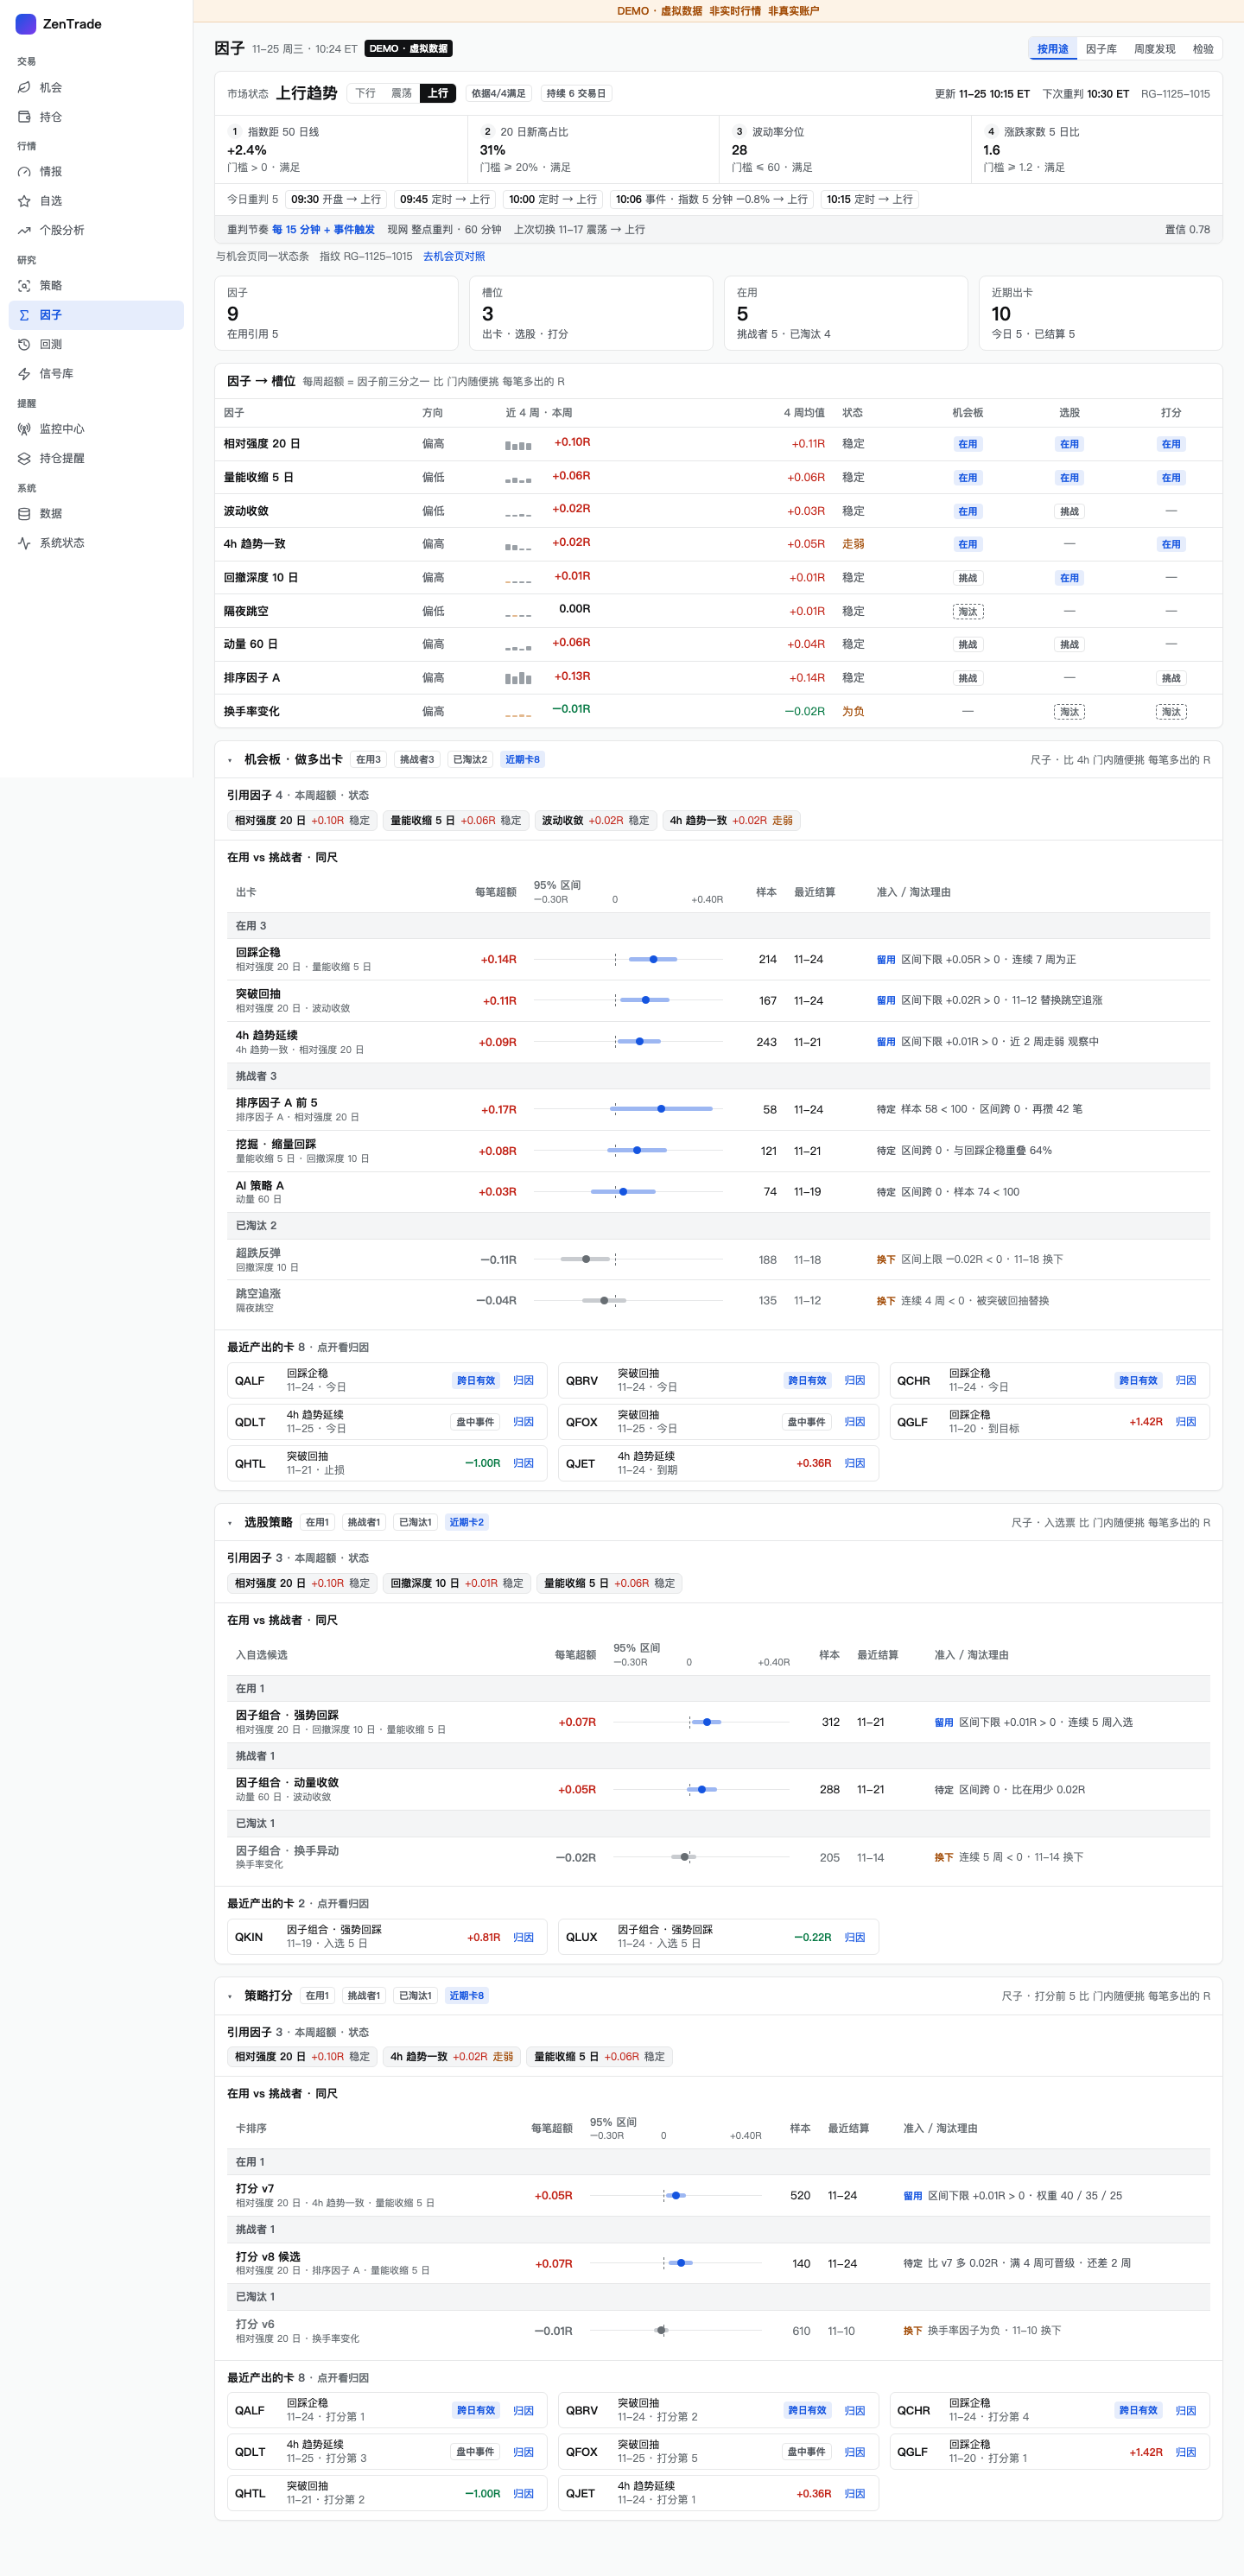 DEMO · 虚拟数据 非实时行情 非真实账户
ZenTrade
交易
机会
持仓
行情
情报
自选
个股分析
研究
策略
因子
回测
信号库
提醒
监控中心
持仓提醒
系统
数据
系统状态
因子 11-25 周三 · 10:24 ET DEMO · 虚拟数据 按用途 因子库 周度发现 检验
市场状态 上行趋势 下行 震荡 上行 依据4/4满足 持续 6 交易日 更新 11-25 10:15 ET 下次重判 10:30 ET RG-1125-1015
1 指数距 50 日线 2 20 日新高占比 3 波动率分位 4 涨跌家数 5 日比
+2.4% 31% 28 1.6
门槛 > 0 · 满足 门槛 ≥ 20% · 满足 门槛 ≤ 60 · 满足 门槛 ≥ 1.2 · 满足
今日重判 5 09:30 开盘 → 上行 09:45 定时 → 上行 10:00 定时 → 上行 10:06 事件 · 指数 5 分钟 −0.8% → 上行 10:15 定时 → 上行
重判节奏 每 15 分钟 + 事件触发 现网 整点重判 · 60 分钟 上次切换 11-17 震荡 → 上行 置信 0.78
与机会页同一状态条 指纹 RG-1125-1015 去机会页对照
因子 槽位 在用 近期出卡
9 3 5 10
在用引用 5 出卡 · 选股 · 打分 挑战者 5 · 已淘汰 4 今日 5 · 已结算 5
因子 → 槽位 每周超额 = 因子前三分之一 比 门内随便挑 每笔多出的 R
因子 方向 近 4 周 · 本周 4 周均值 状态 机会板 选股 打分
相对强度 20 日 偏高 +0.10R +0.11R 稳定 在用 在用 在用
量能收缩 5 日 偏低 +0.06R +0.06R 稳定 在用 在用 在用
波动收敛 偏低 +0.02R +0.03R 稳定 在用 挑战 —
4h 趋势一致 偏高 +0.02R +0.05R 走弱 在用 — 在用
回撤深度 10 日 偏高 +0.01R +0.01R 稳定 挑战 在用 —
隔夜跳空 偏低 0.00R +0.01R 稳定 淘汰 — —
动量 60 日 偏高 +0.06R +0.04R 稳定 挑战 挑战 —
排序因子 A 偏高 +0.13R +0.14R 稳定 挑战 — 挑战
换手率变化 偏高 −0.01R −0.02R 为负 — 淘汰 淘汰
机会板 · 做多出卡 在用3 挑战者3 已淘汰2 近期卡8 尺子 · 比 4h 门内随便挑 每笔多出的 R
引用因子 4 · 本周超额 · 状态
相对强度 20 日 +0.10R 稳定 量能收缩 5 日 +0.06R 稳定 波动收敛 +0.02R 稳定 4h 趋势一致 +0.02R 走弱
在用 vs 挑战者 · 同尺
出卡 每笔超额 95% 区间 样本 最近结算 准入 / 淘汰理由
−0.30R 0 +0.40R
在用 3
回踩企稳 +0.14R 214 11-24 留用 区间下限 +0.05R > 0 · 连续 7 周为正
相对强度 20 日 · 量能收缩 5 日
突破回抽 +0.11R 167 11-24 留用 区间下限 +0.02R > 0 · 11-12 替换跳空追涨
相对强度 20 日 · 波动收敛
4h 趋势延续 +0.09R 243 11-21 留用 区间下限 +0.01R > 0 · 近 2 周走弱 观察中
4h 趋势一致 · 相对强度 20 日
挑战者 3
排序因子 A 前 5 +0.17R 58 11-24 待定 样本 58 < 100 · 区间跨 0 · 再攒 42 笔
排序因子 A · 相对强度 20 日
挖掘 · 缩量回踩 +0.08R 121 11-21 待定 区间跨 0 · 与回踩企稳重叠 64%
量能收缩 5 日 · 回撤深度 10 日
AI 策略 A +0.03R 74 11-19 待定 区间跨 0 · 样本 74 < 100
动量 60 日
已淘汰 2
超跌反弹 −0.11R 188 11-18 换下 区间上限 −0.02R < 0 · 11-18 换下
回撤深度 10 日
跳空追涨 −0.04R 135 11-12 换下 连续 4 周 < 0 · 被突破回抽替换
隔夜跳空
最近产出的卡 8 · 点开看归因
QALF 回踩企稳 11-24 · 今日 跨日有效 归因
QBRV 突破回抽 11-24 · 今日 跨日有效 归因
QCHR 回踩企稳 11-24 · 今日 跨日有效 归因
QDLT 4h 趋势延续 11-25 · 今日 盘中事件 归因
QFOX 突破回抽 11-25 · 今日 盘中事件 归因
QGLF 回踩企稳 11-20 · 到目标 +1.42R 归因
QHTL 突破回抽 11-21 · 止损 −1.00R 归因
QJET 4h 趋势延续 11-24 · 到期 +0.36R 归因
选股策略 在用1 挑战者1 已淘汰1 近期卡2 尺子 · 入选票 比 门内随便挑 每笔多出的 R
引用因子 3 · 本周超额 · 状态
相对强度 20 日 +0.10R 稳定 回撤深度 10 日 +0.01R 稳定 量能收缩 5 日 +0.06R 稳定
在用 vs 挑战者 · 同尺
入自选候选 每笔超额 95% 区间 样本 最近结算 准入 / 淘汰理由
−0.30R 0 +0.40R
在用 1
因子组合 · 强势回踩 +0.07R 312 11-21 留用 区间下限 +0.01R > 0 · 连续 5 周入选
相对强度 20 日 · 回撤深度 10 日 · 量能收缩 5 日
挑战者 1
因子组合 · 动量收敛 +0.05R 288 11-21 待定 区间跨 0 · 比在用少 0.02R
动量 60 日 · 波动收敛
已淘汰 1
因子组合 · 换手异动 −0.02R 205 11-14 换下 连续 5 周 < 0 · 11-14 换下
换手率变化
最近产出的卡 2 · 点开看归因
QKIN 因子组合 · 强势回踩 11-19 · 入选 5 日 +0.81R 归因
QLUX 因子组合 · 强势回踩 11-24 · 入选 5 日 −0.22R 归因
策略打分 在用1 挑战者1 已淘汰1 近期卡8 尺子 · 打分前 5 比 门内随便挑 每笔多出的 R
引用因子 3 · 本周超额 · 状态
相对强度 20 日 +0.10R 稳定 4h 趋势一致 +0.02R 走弱 量能收缩 5 日 +0.06R 稳定
在用 vs 挑战者 · 同尺
卡排序 每笔超额 95% 区间 样本 最近结算 准入 / 淘汰理由
−0.30R 0 +0.40R
在用 1
打分 v7 +0.05R 520 11-24 留用 区间下限 +0.01R > 0 · 权重 40 / 35 / 25
相对强度 20 日 · 4h 趋势一致 · 量能收缩 5 日
挑战者 1
打分 v8 候选 +0.07R 140 11-24 待定 比 v7 多 0.02R · 满 4 周可晋级 · 还差 2 周
相对强度 20 日 · 排序因子 A · 量能收缩 5 日
已淘汰 1
打分 v6 −0.01R 610 11-10 换下 换手率因子为负 · 11-10 换下
相对强度 20 日 · 换手率变化
最近产出的卡 8 · 点开看归因
QALF 回踩企稳 11-24 · 打分第 1 跨日有效 归因
QBRV 突破回抽 11-24 · 打分第 2 跨日有效 归因
QCHR 回踩企稳 11-24 · 打分第 4 跨日有效 归因
QDLT 4h 趋势延续 11-25 · 打分第 3 盘中事件 归因
QFOX 突破回抽 11-25 · 打分第 5 盘中事件 归因
QGLF 回踩企稳 11-20 · 打分第 1 +1.42R 归因
QHTL 突破回抽 11-21 · 打分第 2 −1.00R 归因
QJET 4h 趋势延续 11-24 · 打分第 1 +0.36R 归因